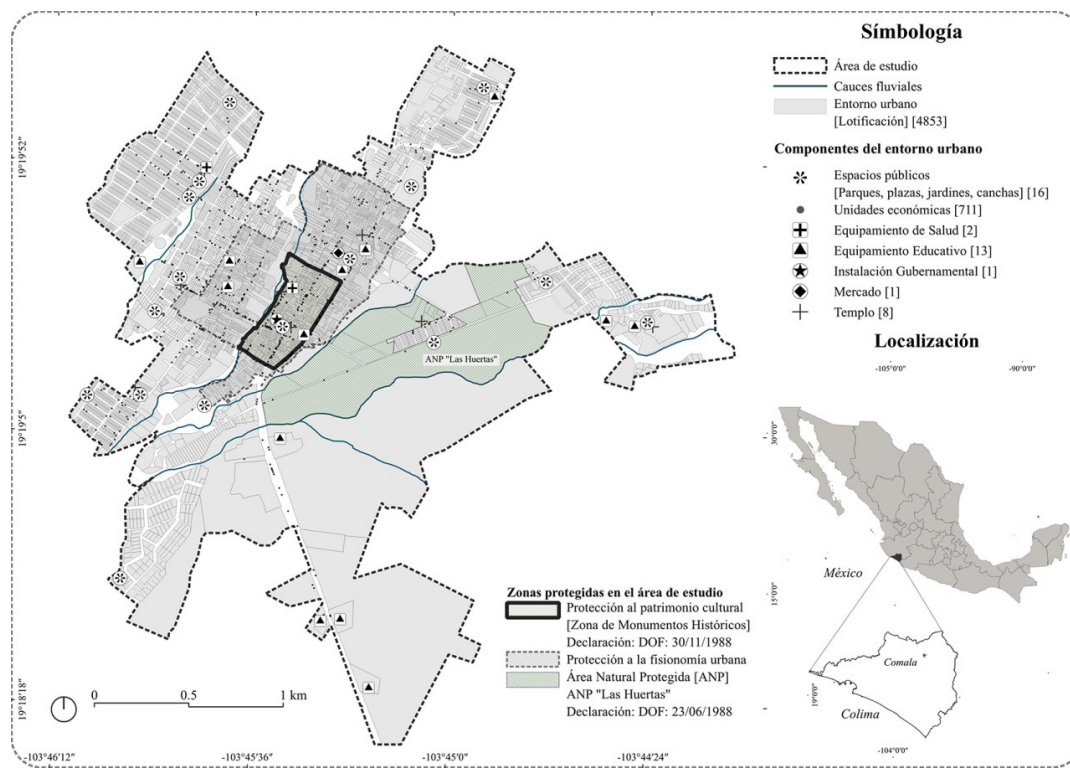 Símbología
Área de estudio
Cauces fluviales
Entorno urbano
[Lotificación] [4853]
Componentes del entorno urbano
Espacios públicos
[Parques, plazas, jardines, canchas] [16]
Unidades económicas [711]
Equipamiento de Salud [2]
Equipamiento Educativo [13]
Instalación Gubernamental [1]
Mercado [1]
Templo [8]
Localización
-105°0'0"
-90°0'0"
30°0'0"
15°0'0"
México
Comala
19°0'0"
Colima
-104°0'0"
19°19'52"
19°19'5"
19°18'18"
ANP "Las Huertas"
Zonas protegidas en el área de estudio
Protección al patrimonio cultural
[Zona de Monumentos Históricos]
Declaración: DOF: 30/11/1988
Protección a la fisionomía urbana
Área Natural Protegida [ANP]
ANP "Las Huertas"
Declaración: DOF: 23/06/1988
0
0.5
1 km
-103°46'12"
-103°45'36"
-103°45'0"
-103°44'24"